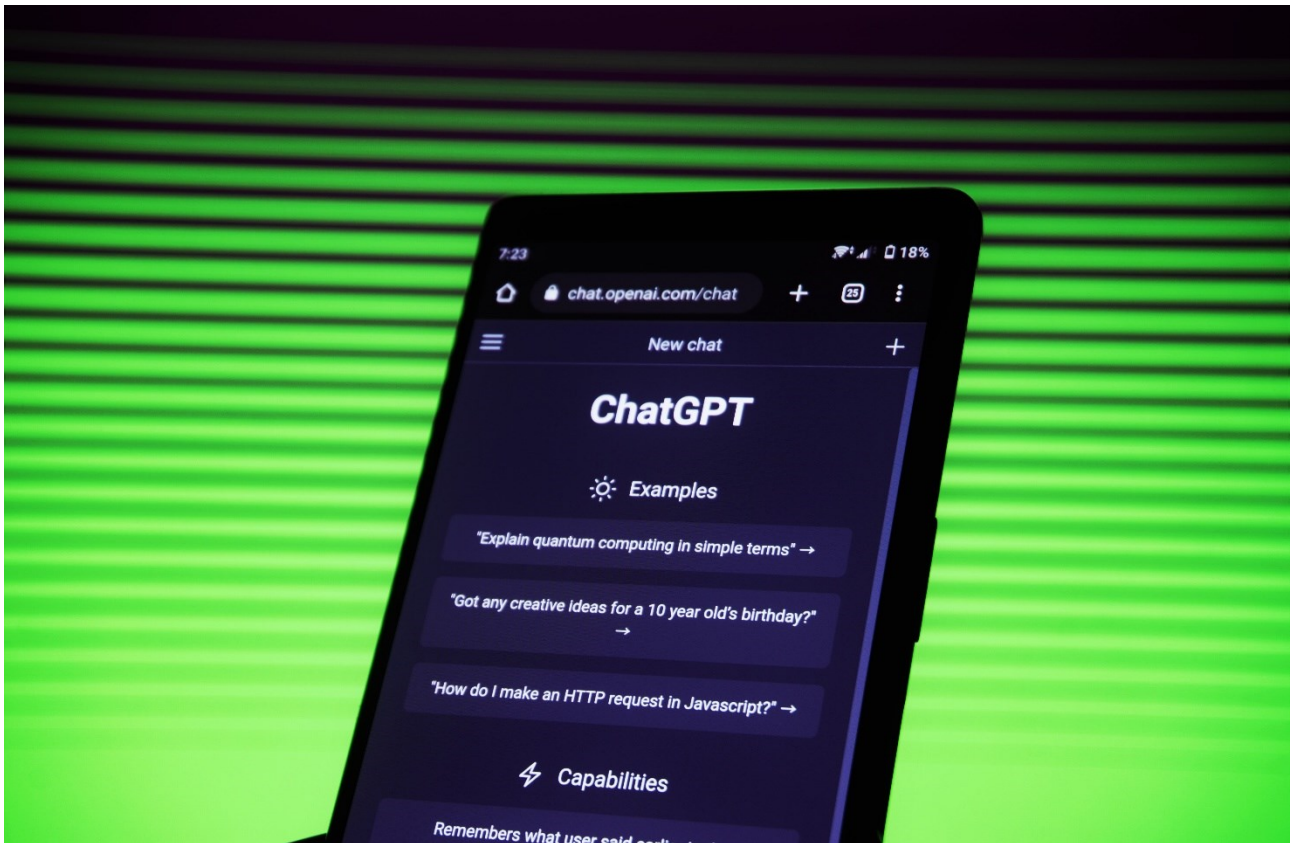 7:23 18%
chat.openai.com/chat 25
New chat
ChatGPT
Examples
"Explain quantum computing in simple terms" →
"Got any creative ideas for a 10 year old's birthday?"
→
"How do I make an HTTP request in Javascript?" →
Capabilities
Remembers what user said